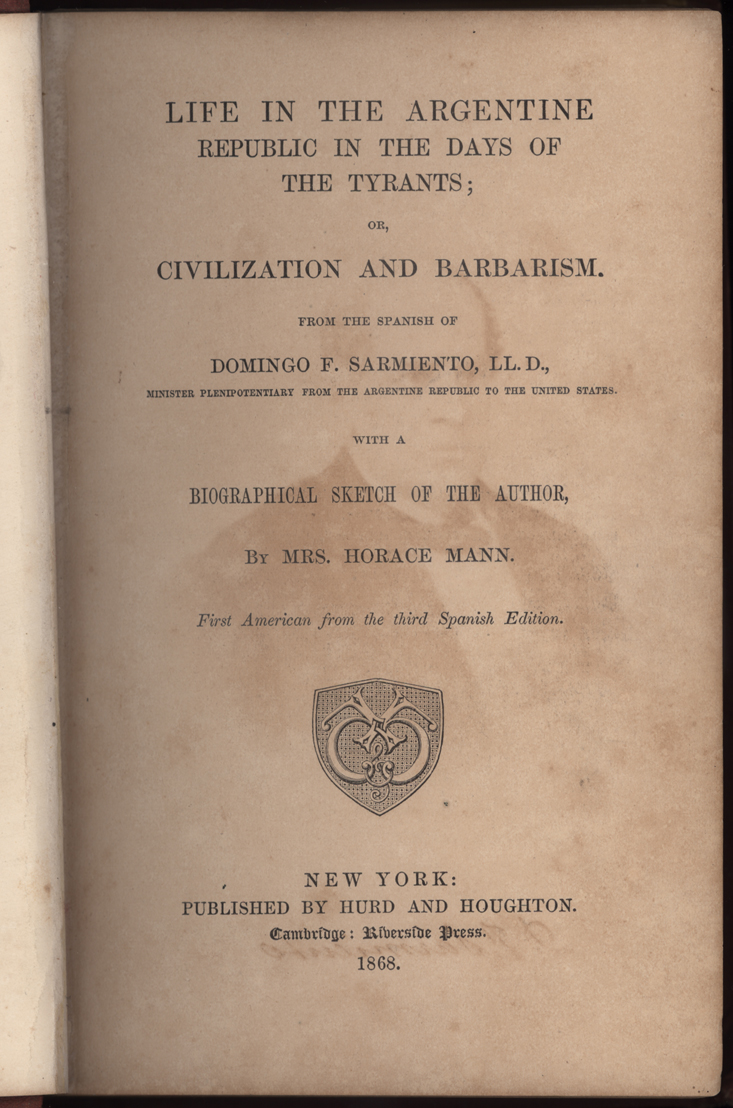 LIFE IN THE ARGENTINE
REPUBLIC IN THE DAYS OF
THE TYRANTS;
OR,
CIVILIZATION AND BARBARISM.
FROM THE SPANISH OF
DOMINGO F. SARMIENTO, LL. D.,
MINISTER PLENIPOTENTIARY FROM THE ARGENTINE REPUBLIC TO THE UNITED STATES.
WITH A
BIOGRAPHICAL SKETCH OF THE AUTHOR,
BY MRS. HORACE MANN.
First American from the third Spanish Edition.
NEW YORK:
PUBLISHED BY HURD AND HOUGHTON.
Cambridge: Riverside Press.
1868.